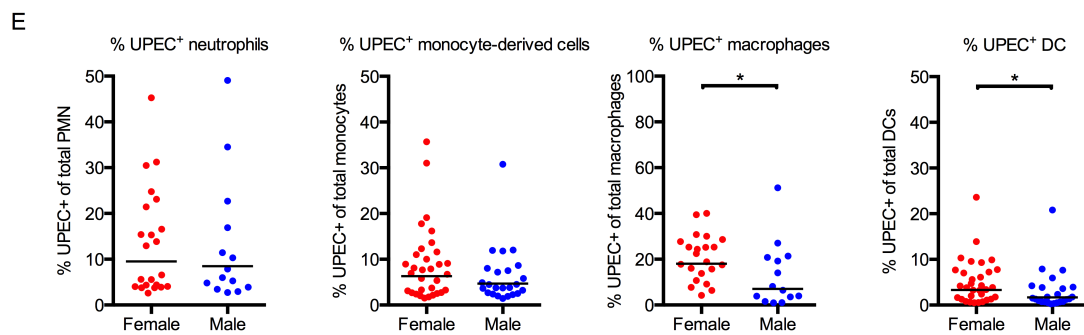 E
% UPEC⁺ neutrophils
% UPEC+ of total PMN
50
40
30
20
10
0
Female
Male
% UPEC⁺ monocyte-derived cells
% UPEC+ of total monocytes
50
40
30
20
10
0
Female
Male
% UPEC⁺ macrophages
% UPEC+ of total macrophages
100
80
60
40
20
0
*
Female
Male
% UPEC⁺ DC
% UPEC+ of total DCs
50
40
30
20
10
0
*
Female
Male